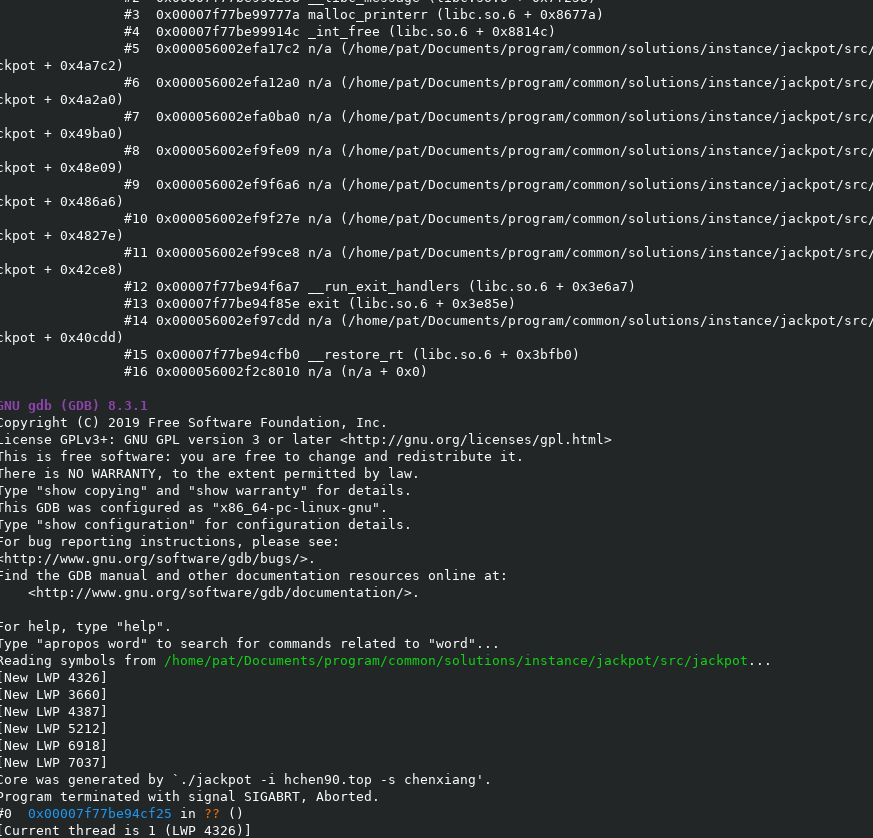 #3  0x00007f77be99777a malloc_printerr (libc.so.6 + 0x8677a)
#4  0x00007f77be99914c _int_free (libc.so.6 + 0x8814c)
#5  0x000056002efa17c2 n/a (/home/pat/Documents/program/common/solutions/instance/jackpot/src/
ckpot + 0x4a7c2)
#6  0x000056002efa12a0 n/a (/home/pat/Documents/program/common/solutions/instance/jackpot/src/
ckpot + 0x4a2a0)
#7  0x000056002efa0ba0 n/a (/home/pat/Documents/program/common/solutions/instance/jackpot/src/
ckpot + 0x49ba0)
#8  0x000056002ef9fe09 n/a (/home/pat/Documents/program/common/solutions/instance/jackpot/src/
ckpot + 0x48e09)
#9  0x000056002ef9f6a6 n/a (/home/pat/Documents/program/common/solutions/instance/jackpot/src/
ckpot + 0x486a6)
#10 0x000056002ef9f27e n/a (/home/pat/Documents/program/common/solutions/instance/jackpot/src/
ckpot + 0x4827e)
#11 0x000056002ef99ce8 n/a (/home/pat/Documents/program/common/solutions/instance/jackpot/src/
ckpot + 0x42ce8)
#12 0x00007f77be94f6a7 __run_exit_handlers (libc.so.6 + 0x3e6a7)
#13 0x00007f77be94f85e exit (libc.so.6 + 0x3e85e)
#14 0x000056002ef97cdd n/a (/home/pat/Documents/program/common/solutions/instance/jackpot/src/
ckpot + 0x40cdd)
#15 0x00007f77be94cfb0 __restore_rt (libc.so.6 + 0x3bfb0)
#16 0x000056002f2c8010 n/a (n/a + 0x0)
GNU gdb (GDB) 8.3.1
Copyright (C) 2019 Free Software Foundation, Inc.
License GPLv3+: GNU GPL version 3 or later <http://gnu.org/licenses/gpl.html>
This is free software: you are free to change and redistribute it.
There is NO WARRANTY, to the extent permitted by law.
Type "show copying" and "show warranty" for details.
This GDB was configured as "x86_64-pc-linux-gnu".
Type "show configuration" for configuration details.
For bug reporting instructions, please see:
<http://www.gnu.org/software/gdb/bugs/>.
Find the GDB manual and other documentation resources online at:
    <http://www.gnu.org/software/gdb/documentation/>.
For help, type "help".
Type "apropos word" to search for commands related to "word"...
Reading symbols from /home/pat/Documents/program/common/solutions/instance/jackpot/src/jackpot...
[New LWP 4326]
[New LWP 3660]
[New LWP 4387]
[New LWP 5212]
[New LWP 6918]
[New LWP 7037]
Core was generated by `./jackpot -i hchen90.top -s chenxiang'.
Program terminated with signal SIGABRT, Aborted.
#0  0x00007f77be94cf25 in ?? ()
[Current thread is 1 (LWP 4326)]